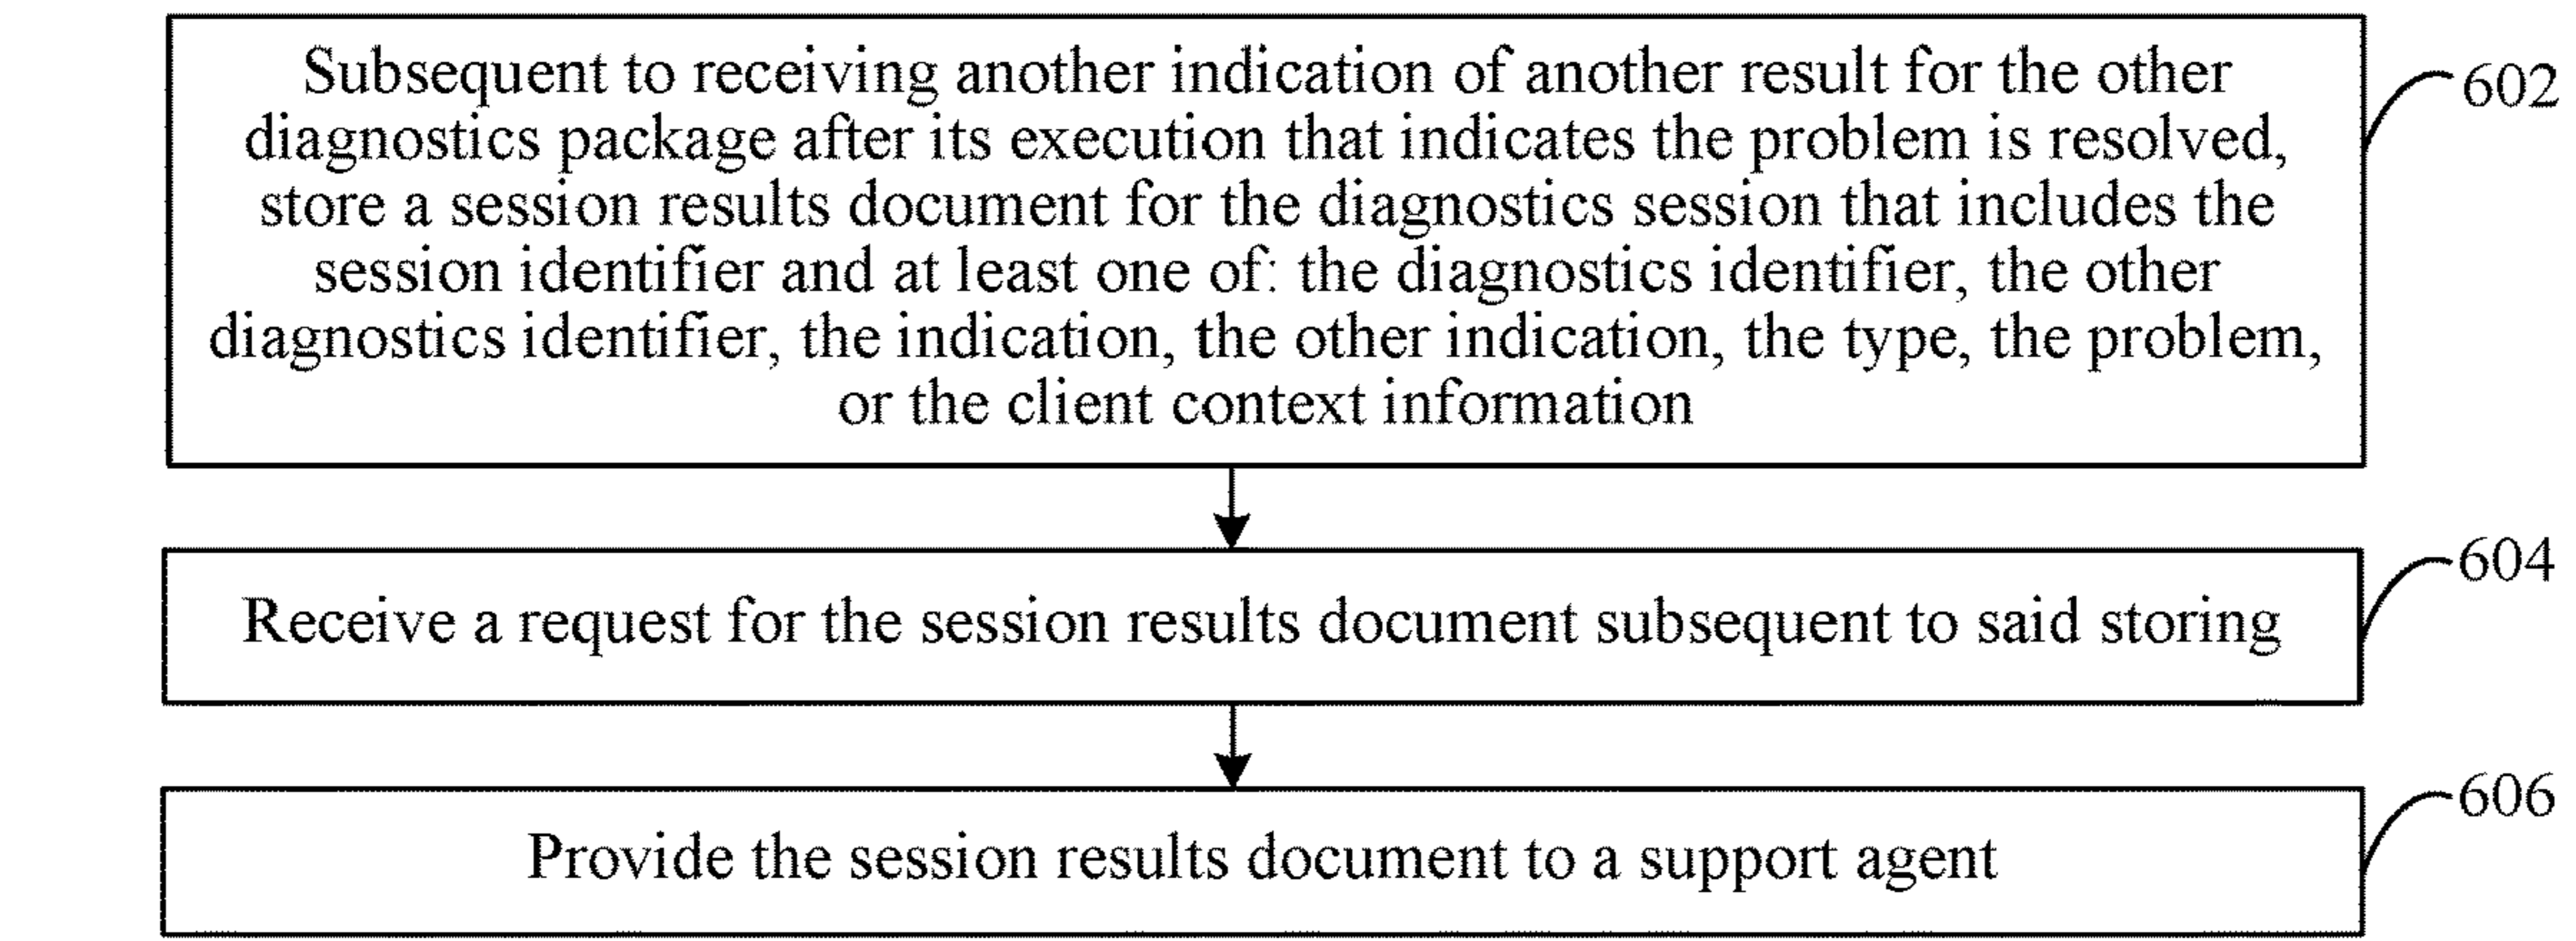 Subsequent to receiving another indication of another result for the other
diagnostics package after its execution that indicates the problem is resolved,
store a session results document for the diagnostics session that includes the
session identifier and at least one of: the diagnostics identifier, the other
diagnostics identifier, the indication, the other indication, the type, the problem,
or the client context information
602
Receive a request for the session results document subsequent to said storing
604
Provide the session results document to a support agent
606